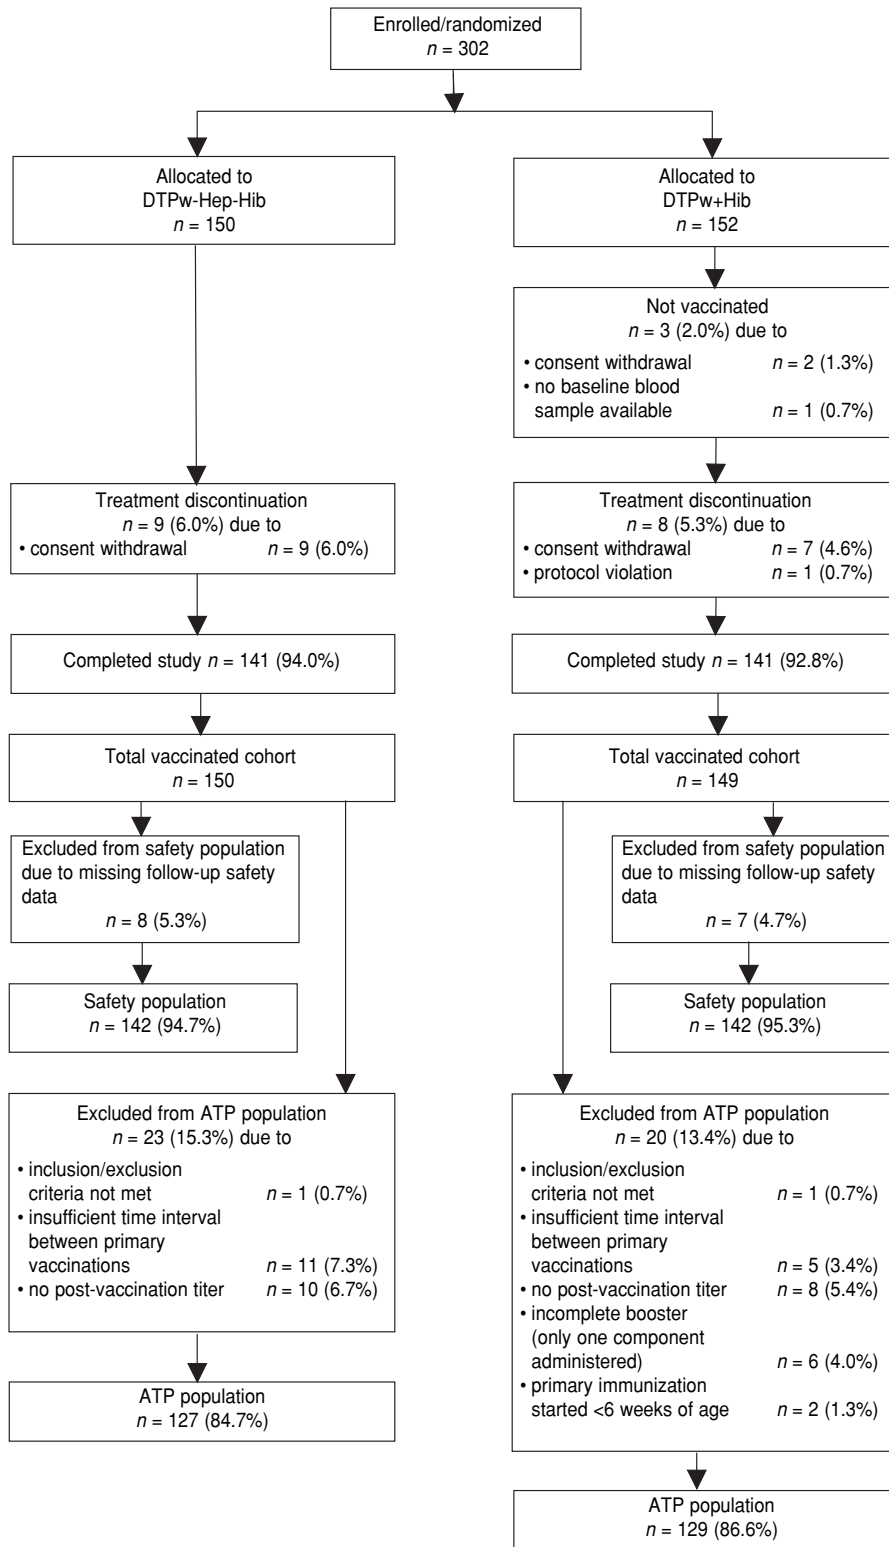 Enrolled/randomized
n = 302
Allocated to
DTPw-Hep-Hib
n = 150
Allocated to
DTPw+Hib
n = 152
Not vaccinated
n = 3 (2.0%) due to
• consent withdrawal n = 2 (1.3%)
• no baseline blood
sample available n = 1 (0.7%)
Treatment discontinuation
n = 9 (6.0%) due to
• consent withdrawal n = 9 (6.0%)
Treatment discontinuation
n = 8 (5.3%) due to
• consent withdrawal n = 7 (4.6%)
• protocol violation n = 1 (0.7%)
Completed study n = 141 (94.0%)
Completed study n = 141 (92.8%)
Total vaccinated cohort
n = 150
Total vaccinated cohort
n = 149
Excluded from safety population
due to missing follow-up safety
data
n = 8 (5.3%)
Excluded from safety population
due to missing follow-up safety
data
n = 7 (4.7%)
Safety population
n = 142 (94.7%)
Safety population
n = 142 (95.3%)
Excluded from ATP population
n = 23 (15.3%) due to
• inclusion/exclusion
criteria not met n = 1 (0.7%)
• insufficient time interval
between primary
vaccinations n = 11 (7.3%)
• no post-vaccination titer n = 10 (6.7%)
Excluded from ATP population
n = 20 (13.4%) due to
• inclusion/exclusion
criteria not met n = 1 (0.7%)
• insufficient time interval
between primary
vaccinations n = 5 (3.4%)
• no post-vaccination titer n = 8 (5.4%)
• incomplete booster
(only one component
administered) n = 6 (4.0%)
• primary immunization
started <6 weeks of age n = 2 (1.3%)
ATP population
n = 127 (84.7%)
ATP population
n = 129 (86.6%)